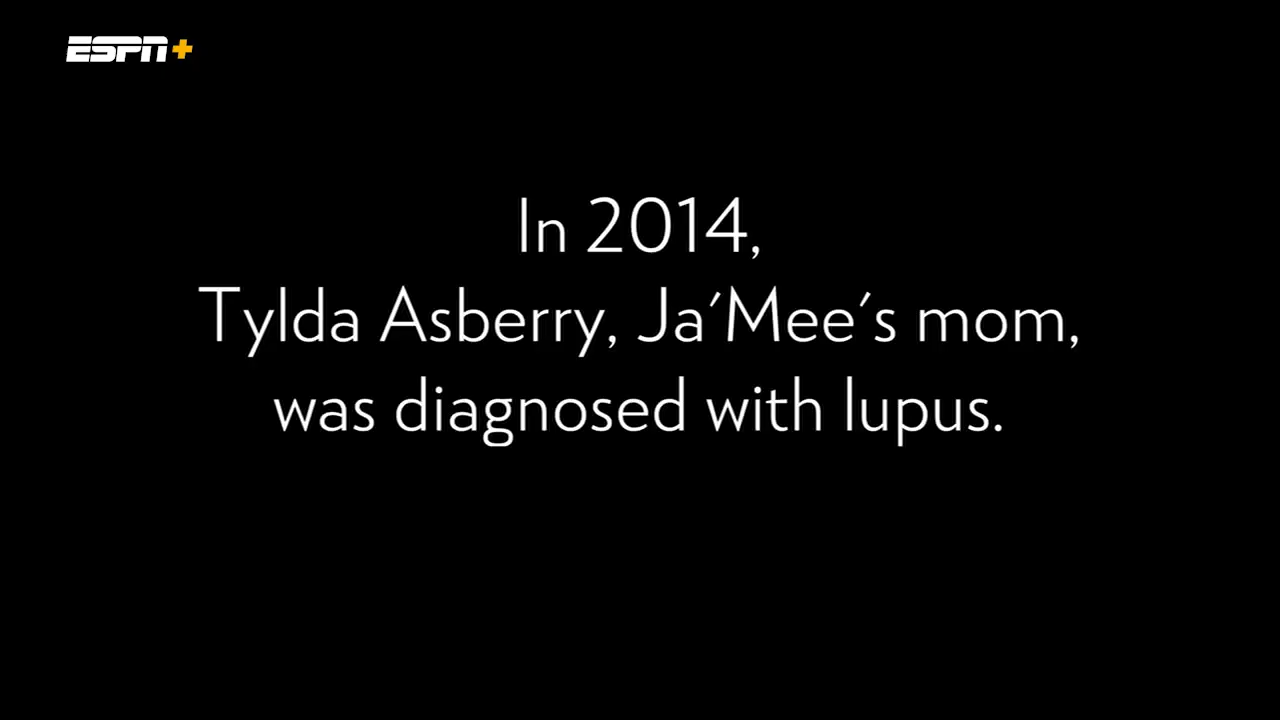 ESPN+
In 2014,
Tylda Asberry, Ja'Mee's mom,
was diagnosed with lupus.